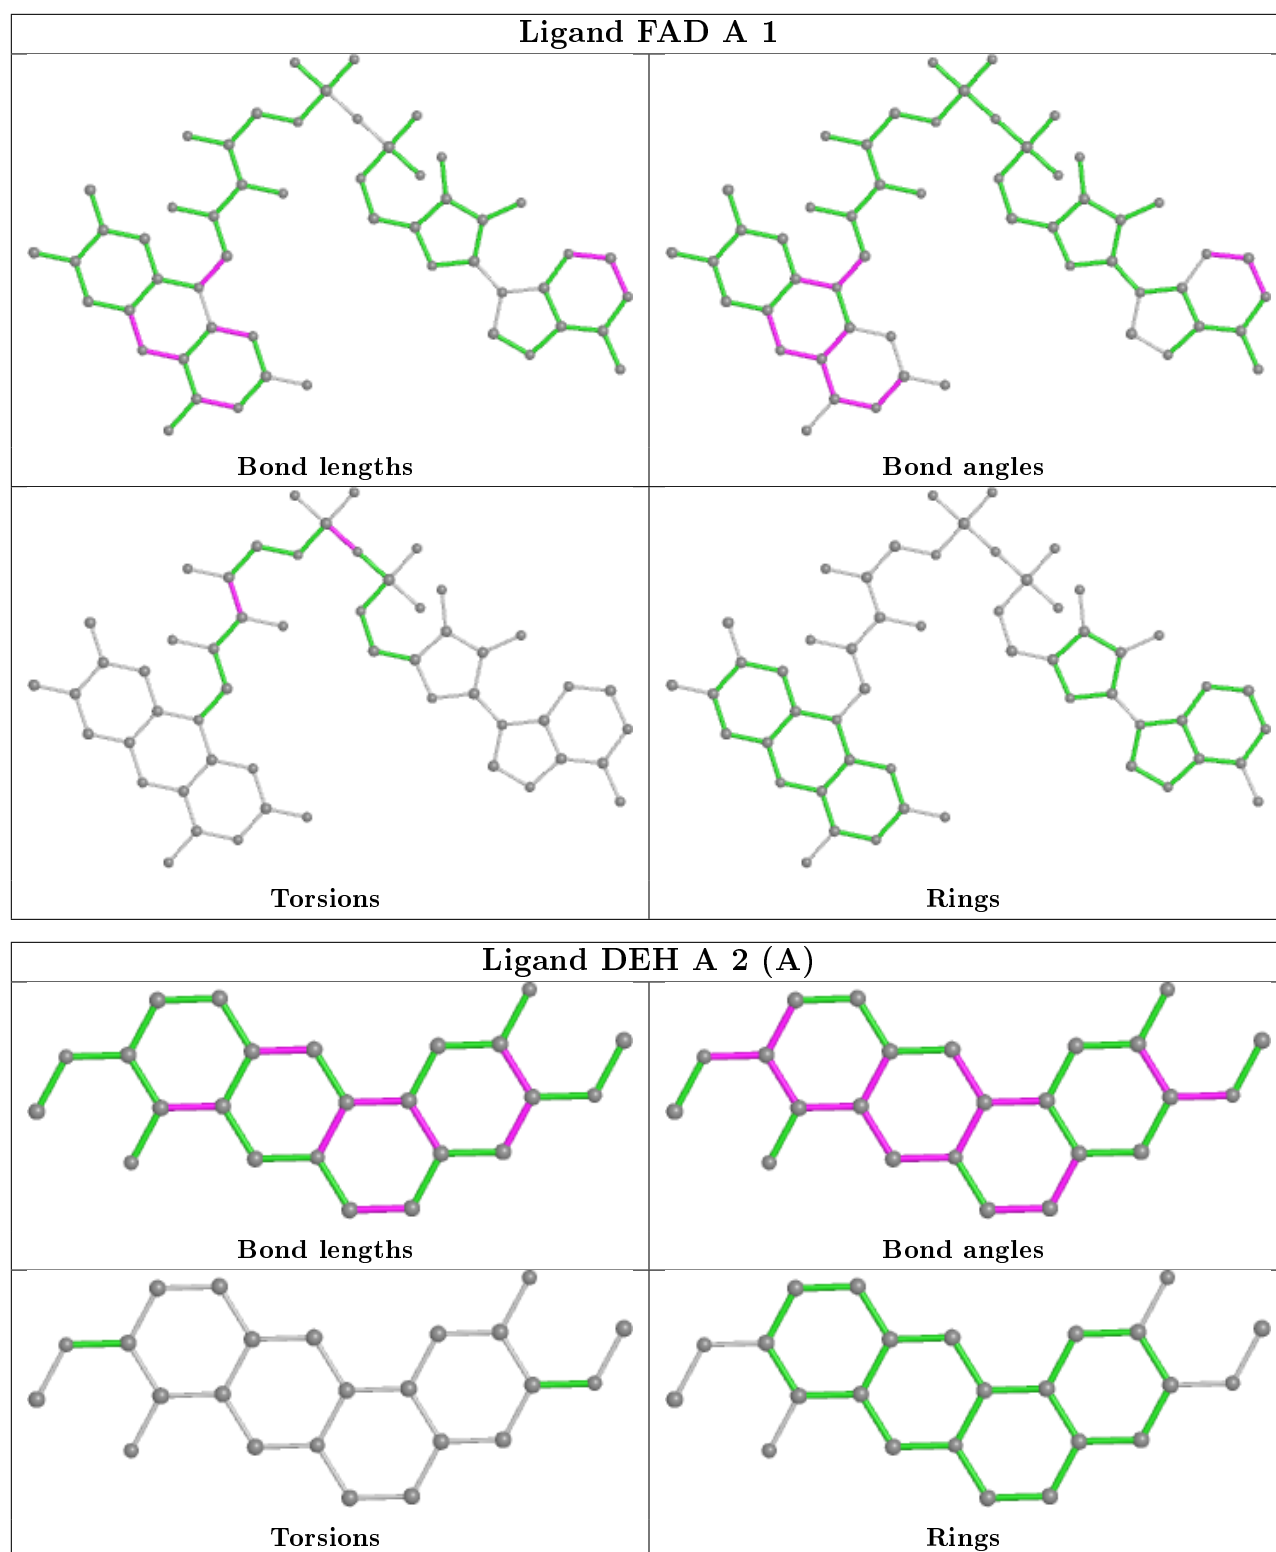 Ligand FAD A 1
Bond lengths
Bond angles
Torsions
Rings
Ligand DEH A 2 (A)
Bond lengths
Bond angles
Torsions
Rings